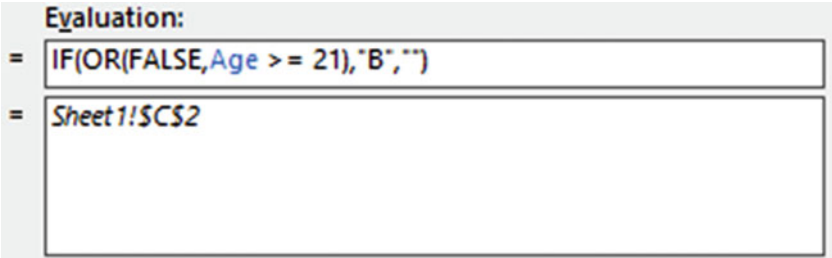 Evaluation:
= IF(OR(FALSE,Age >= 21),"B","")
= Sheet1!$C$2